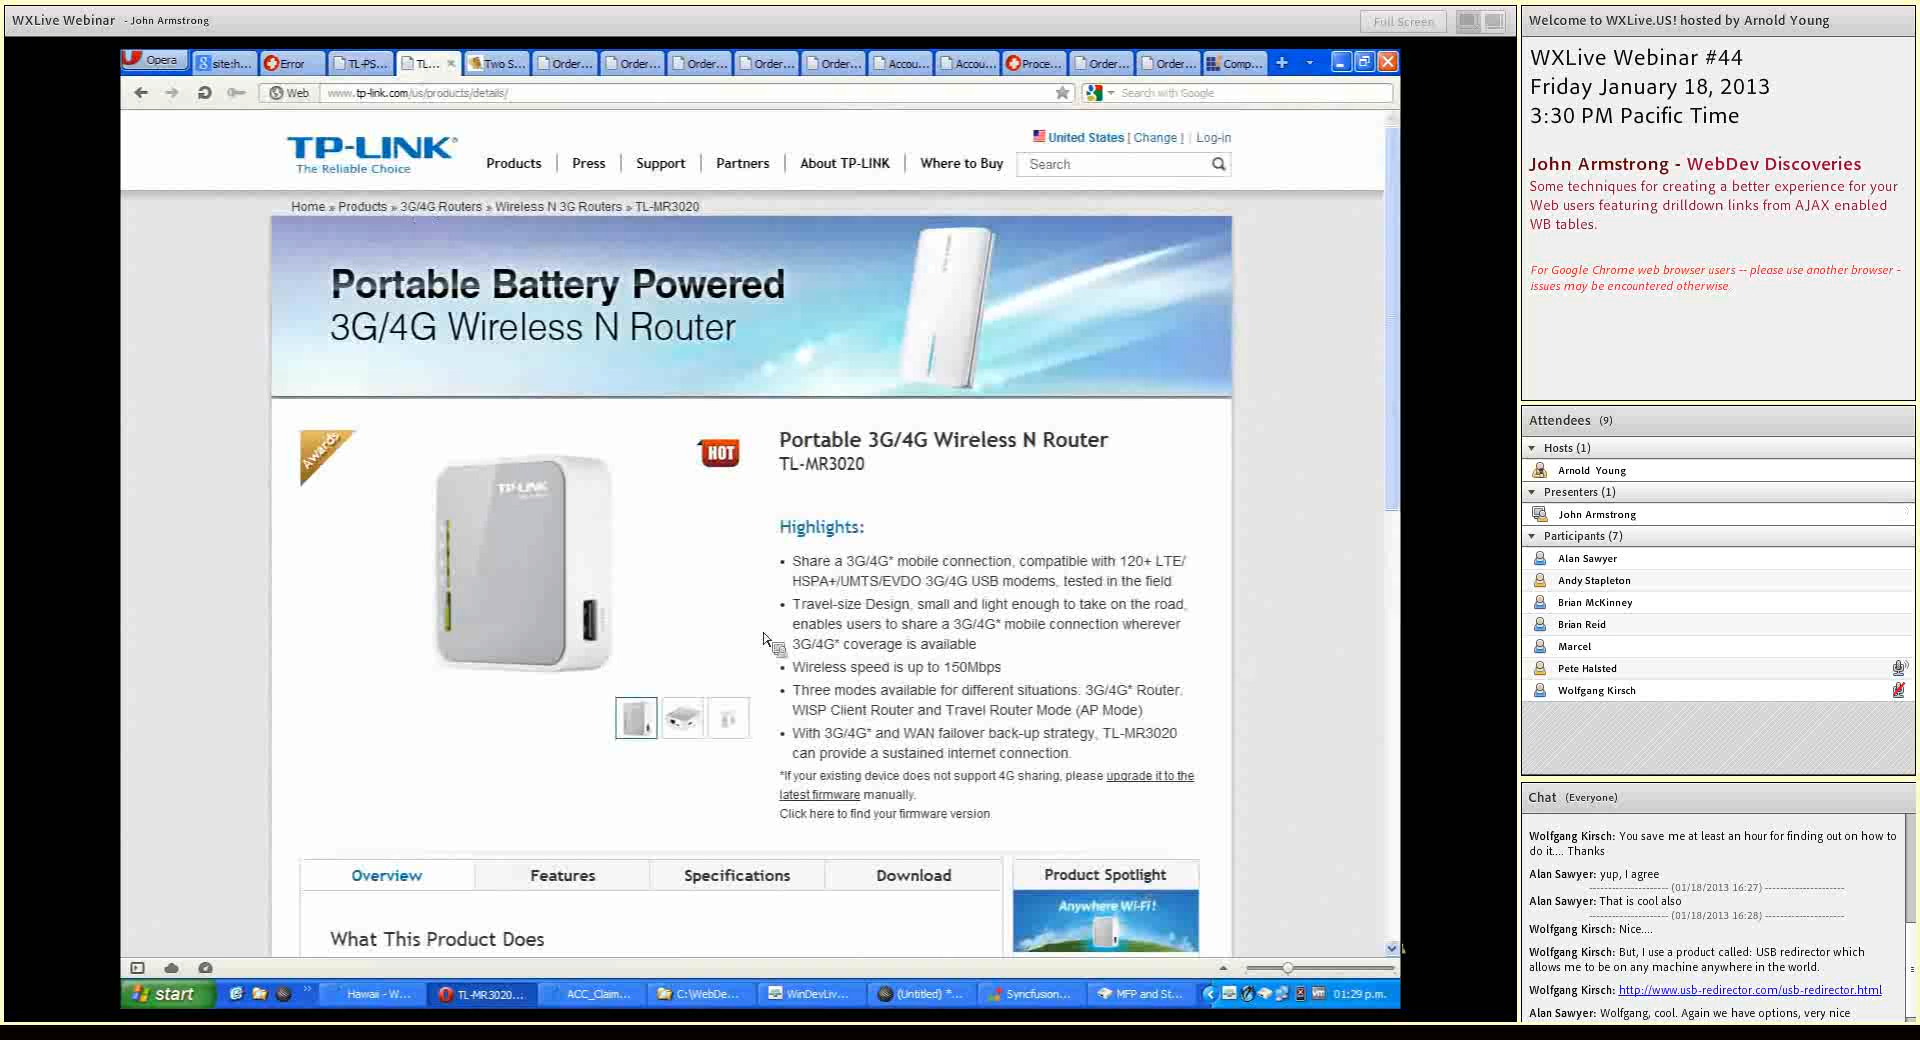 WXLive Webinar - John Armstrong
Full Screen
Opera
site:h...
Error
TL-PS...
TL...
Two S...
Order...
Order...
Order...
Order...
Order...
Accou...
Accou...
Proce...
Order...
Order...
Comp...
Web
www.tp-link.com/us/products/details/
Search with Google
TP-LINK
The Reliable Choice
United States [ Change ] | Log-in
Products
Press
Support
Partners
About TP-LINK
Where to Buy
Search
Home » Products » 3G/4G Routers » Wireless N 3G Routers » TL-MR3020
Portable Battery Powered
3G/4G Wireless N Router
Awards
TP-LINK
HOT
Portable 3G/4G Wireless N Router
TL-MR3020
Highlights:
• Share a 3G/4G* mobile connection, compatible with 120+ LTE/
HSPA+/UMTS/EVDO 3G/4G USB modems, tested in the field
• Travel-size Design, small and light enough to take on the road,
enables users to share a 3G/4G* mobile connection wherever
3G/4G* coverage is available
• Wireless speed is up to 150Mbps
• Three modes available for different situations. 3G/4G* Router,
WISP Client Router and Travel Router Mode (AP Mode)
• With 3G/4G* and WAN failover back-up strategy, TL-MR3020
can provide a sustained internet connection.
*If your existing device does not support 4G sharing, please upgrade it to the
latest firmware manually.
Click here to find your firmware version
Overview
Features
Specifications
Download
Product Spotlight
Anywhere Wi-Fi!
What This Product Does
start
Hawaii - W...
TL-MR3020...
ACC_Claim...
C:\WebDe...
WinDevLiv...
(Untitled) *...
Syncfusion...
MFP and St...
01:29 p.m.
Welcome to WXLive.US! hosted by Arnold Young
WXLive Webinar #44
Friday January 18, 2013
3:30 PM Pacific Time
John Armstrong - WebDev Discoveries
Some techniques for creating a better experience for your
Web users featuring drilldown links from AJAX enabled
WB tables.
For Google Chrome web browser users -- please use another browser -
issues may be encountered otherwise.
Attendees (9)
Hosts (1)
Arnold Young
Presenters (1)
John Armstrong
Participants (7)
Alan Sawyer
Andy Stapleton
Brian McKinney
Brian Reid
Marcel
Pete Halsted
Wolfgang Kirsch
Chat (Everyone)
Wolfgang Kirsch: You save me at least an hour for finding out on how to
do it.... Thanks
Alan Sawyer: yup, I agree
---------------------- (01/18/2013 16:27) ----------------------
Alan Sawyer: That is cool also
---------------------- (01/18/2013 16:28) ----------------------
Wolfgang Kirsch: Nice....
Wolfgang Kirsch: But, I use a product called: USB redirector which
allows me to be on any machine anywhere in the world.
Wolfgang Kirsch: http://www.usb-redirector.com/usb-redirector.html
Alan Sawyer: Wolfgang, cool. Again we have options, very nice